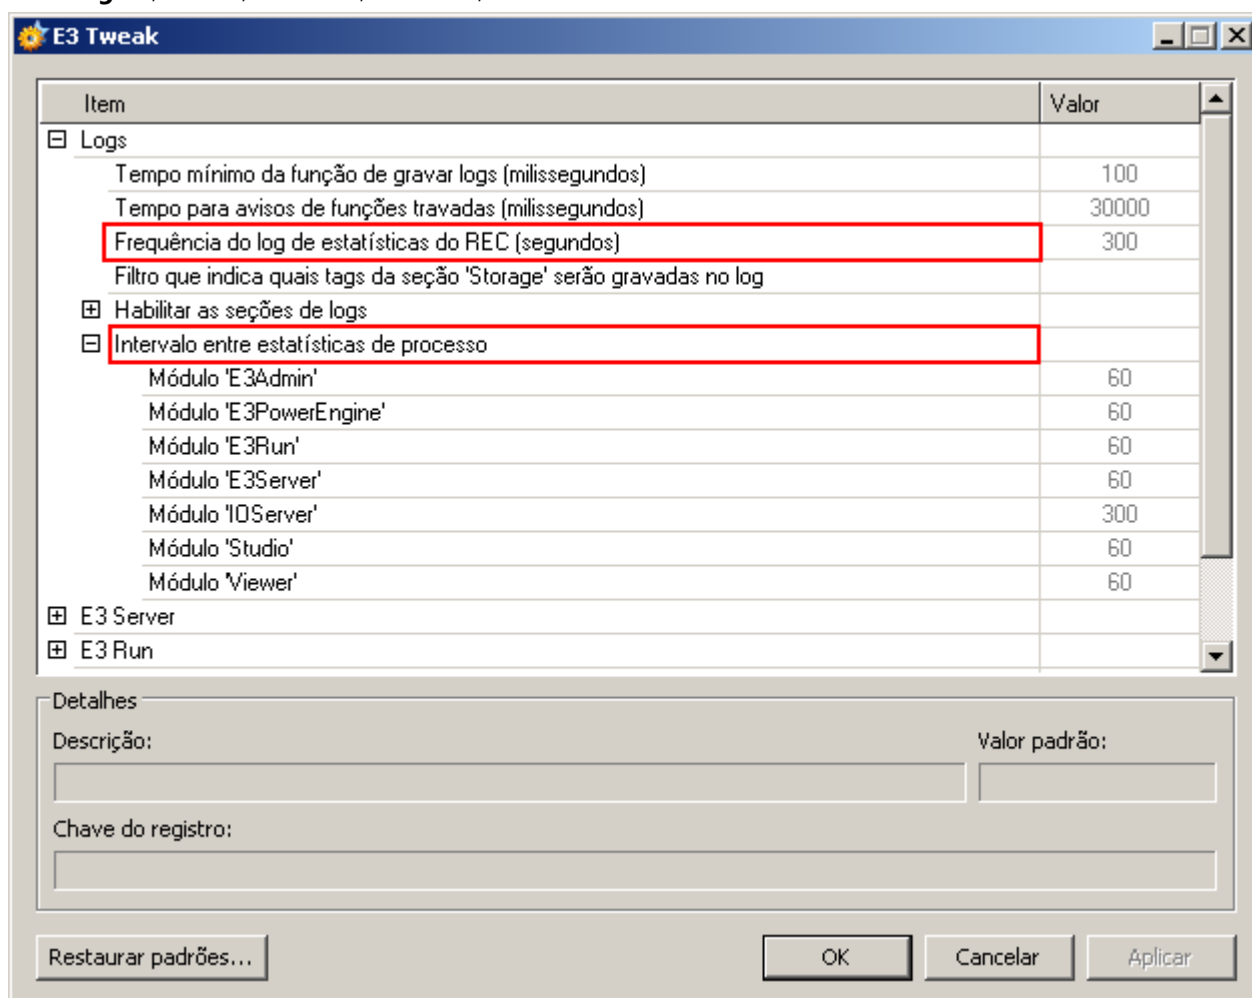 E3 Tweak
Item Valor
Logs
Tempo mínimo da função de gravar logs (milissegundos) 100
Tempo para avisos de funções travadas (milissegundos) 30000
Frequência do log de estatísticas do REC (segundos) 300
Filtro que indica quais tags da seção 'Storage' serão gravadas no log
Habilitar as seções de logs
Intervalo entre estatísticas de processo
Módulo 'E3Admin' 60
Módulo 'E3PowerEngine' 60
Módulo 'E3Run' 60
Módulo 'E3Server' 60
Módulo 'IOServer' 300
Módulo 'Studio' 60
Módulo 'Viewer' 60
E3 Server
E3 Run
Detalhes
Descrição: Valor padrão:
Chave do registro:
Restaurar padrões... OK Cancelar Aplicar